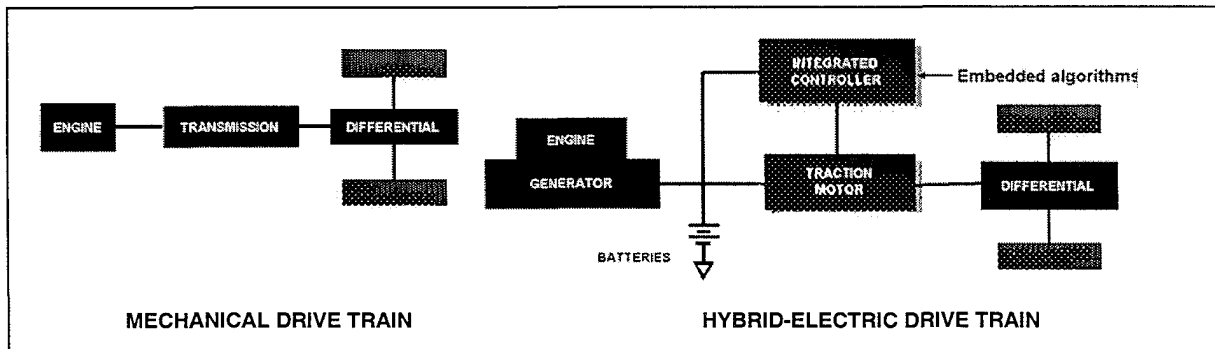 ENGINE
TRANSMISSION
DIFFERENTIAL
MECHANICAL DRIVE TRAIN
INTEGRATED
CONTROLLER
Embedded algorithms
ENGINE
GENERATOR
TRACTION
MOTOR
DIFFERENTIAL
BATTERIES
HYBRID-ELECTRIC DRIVE TRAIN